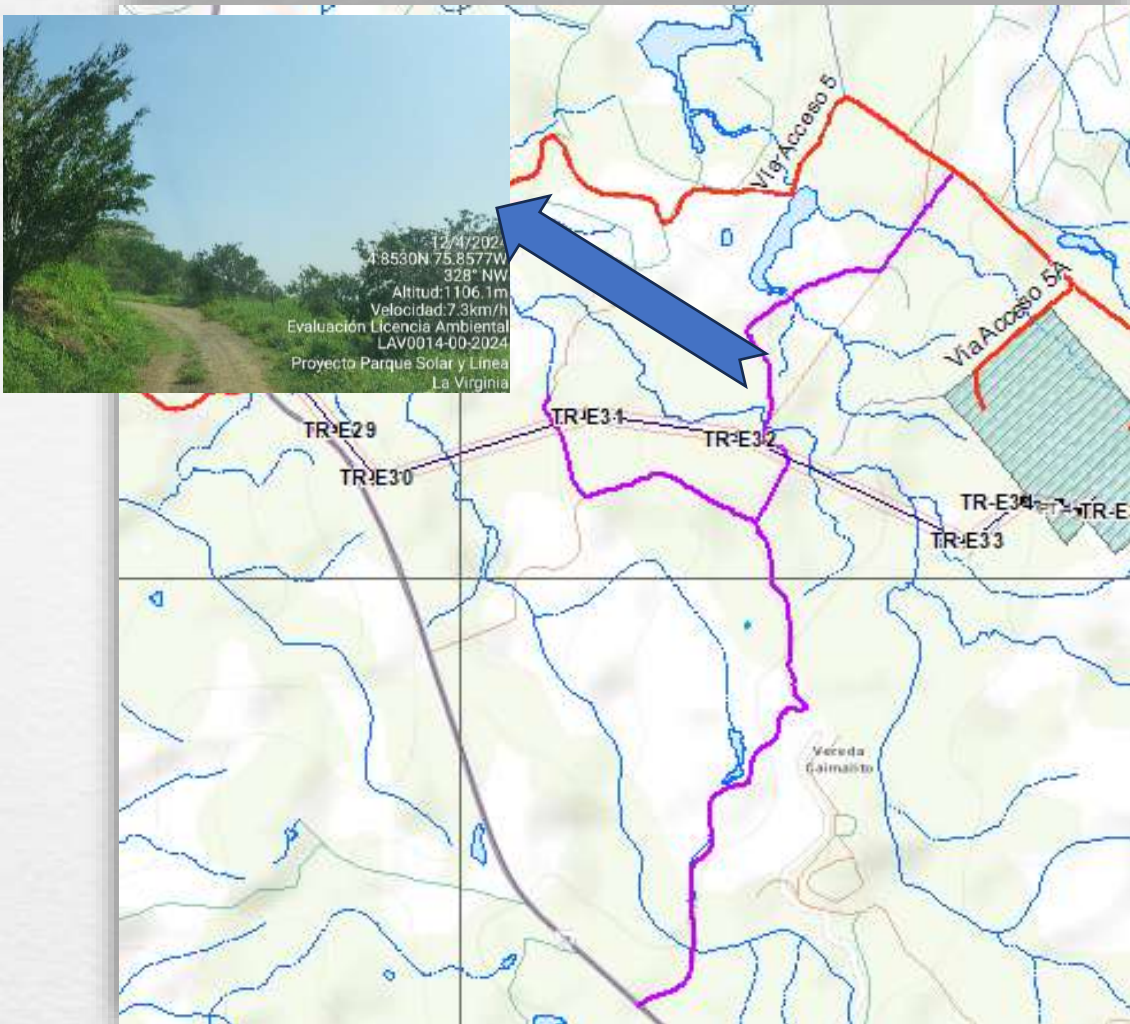 12/4/2024
4.8530N 75.8577W
328° NW
Altitud:1106.1m
Velocidad:7.3km/h
Evaluación Licencia Ambiental
LAV0014-00-2024
Proyecto Parque Solar y Línea
La Virginia
Vía Acceso 5
Vía Acceso 5A
TR-E29
TR-E30
TR-E31
TR-E32
TR-E33
TR-E34
TR-E
Vereda
Caimalito